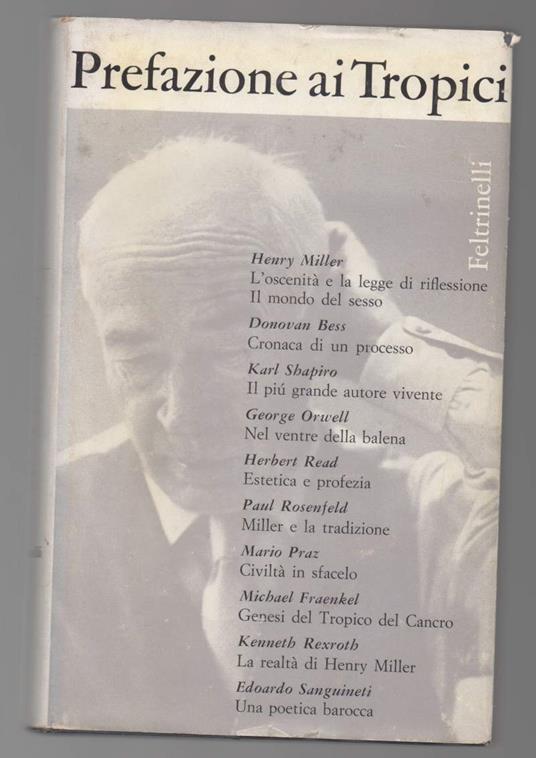 Prefazione ai Tropici
Feltrinelli
Henry Miller
L'oscenità e la legge di riflessione
Il mondo del sesso
Donovan Bess
Cronaca di un processo
Karl Shapiro
Il piú grande autore vivente
George Orwell
Nel ventre della balena
Herbert Read
Estetica e profezia
Paul Rosenfeld
Miller e la tradizione
Mario Praz
Civiltà in sfacelo
Michael Fraenkel
Genesi del Tropico del Cancro
Kenneth Rexroth
La realtà di Henry Miller
Edoardo Sanguineti
Una poetica barocca